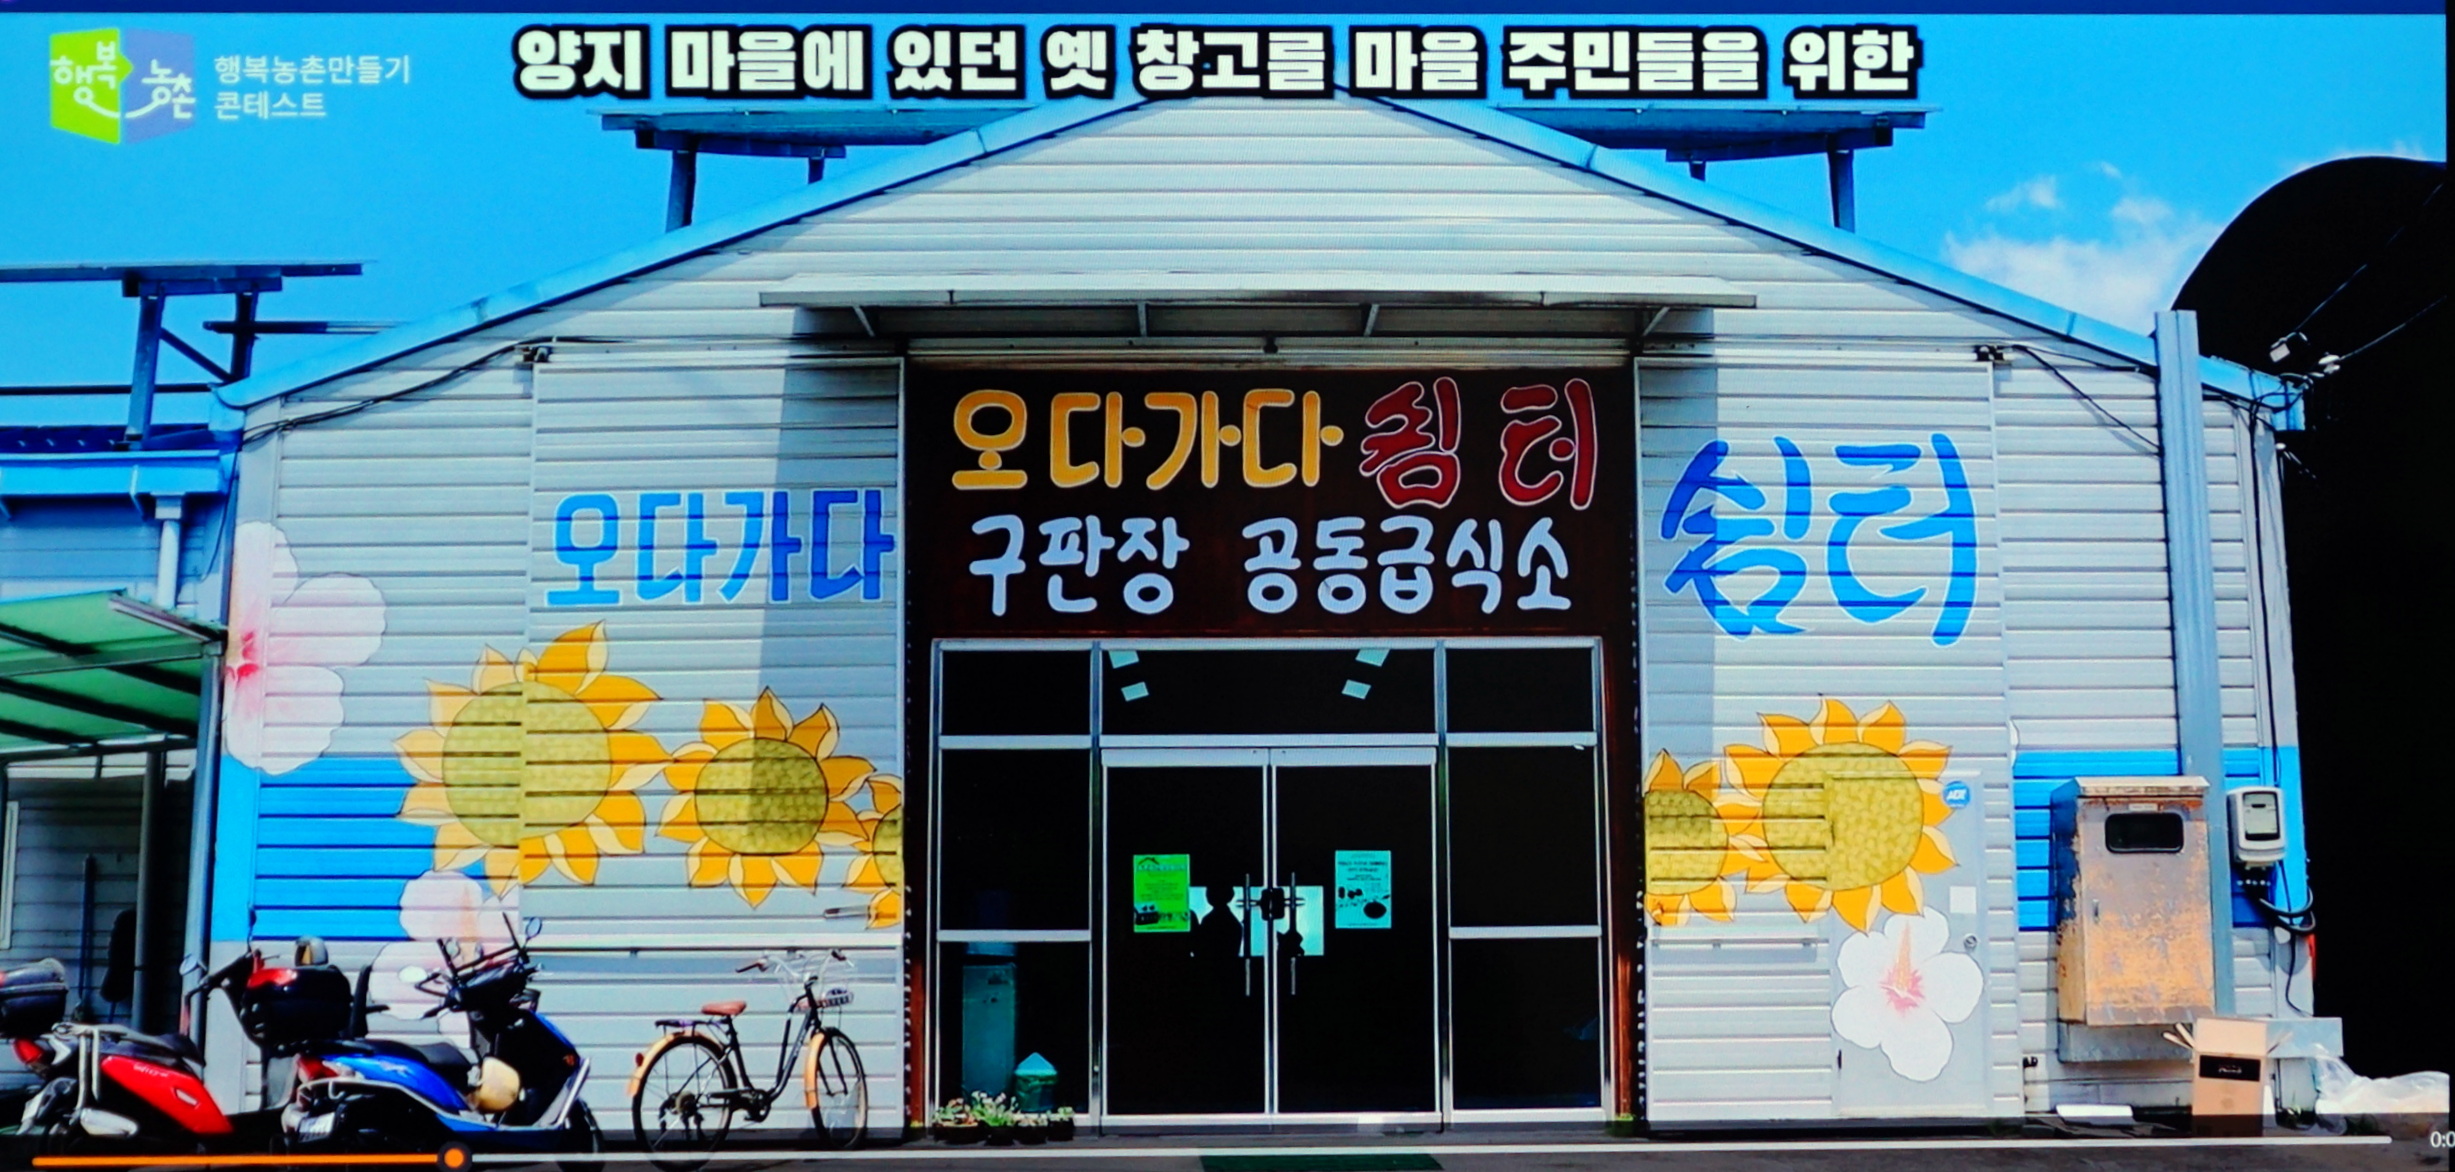 양지 마을에 있던 옛 창고를 마을 주민들을 위한
행복농촌
행복농촌만들기
콘테스트
오다가다쉼터
구판장 공동급식소
오다가다
쉼터
ADT